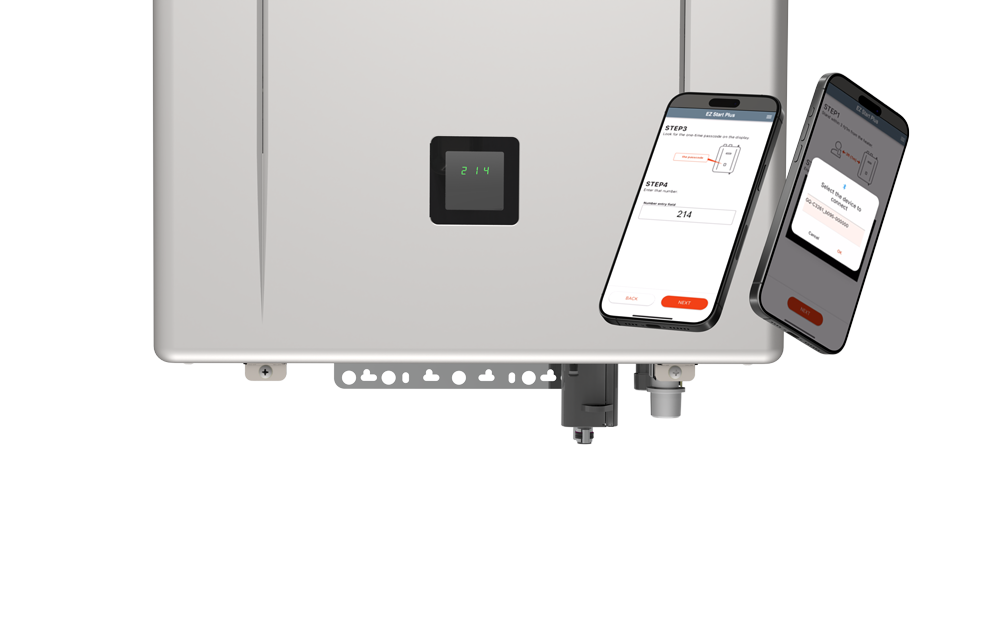 214
EZ Start Plus
STEP3
Look for the one-time passcode on the heater.
STEP4
Enter that number
Number entry field
214
BACK
NEXT
EZ Start Plus
STEP1
Select the device to
connect
Cancel
OK
NEXT